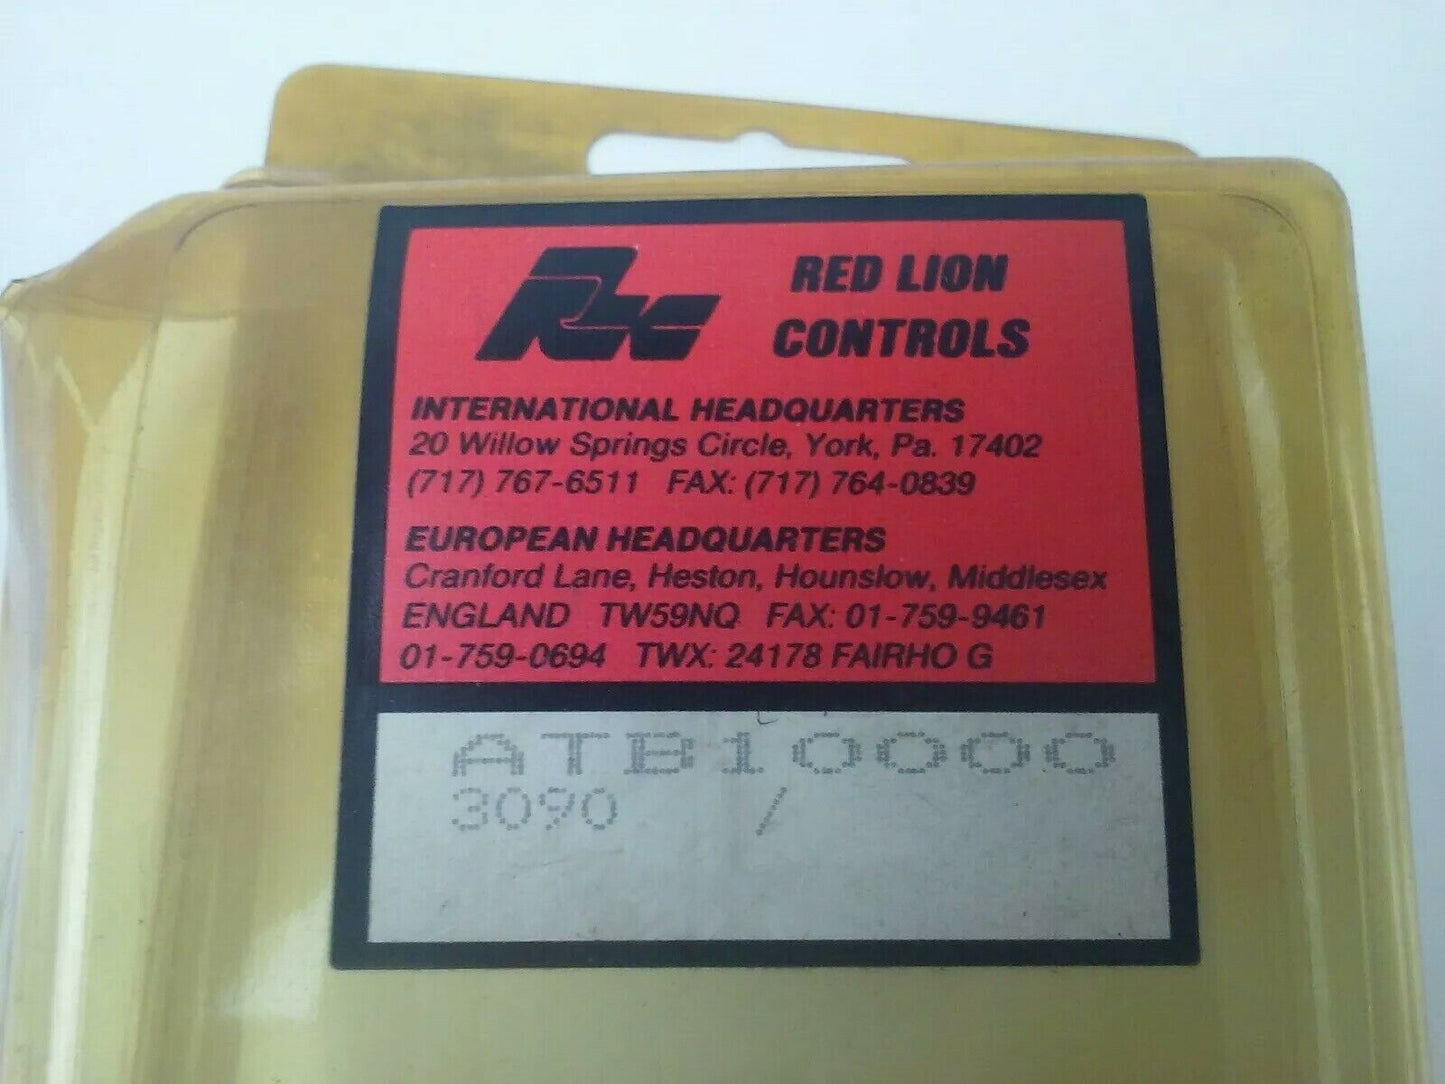 RLC
RED LION
CONTROLS
INTERNATIONAL HEADQUARTERS
20 Willow Springs Circle, York, Pa. 17402
(717) 767-6511 FAX: (717) 764-0839
EUROPEAN HEADQUARTERS
Cranford Lane, Heston, Hounslow, Middlesex
ENGLAND TW59NQ FAX: 01-759-9461
01-759-0694 TWX: 24178 FAIRHO G
ATB10000
3090 /